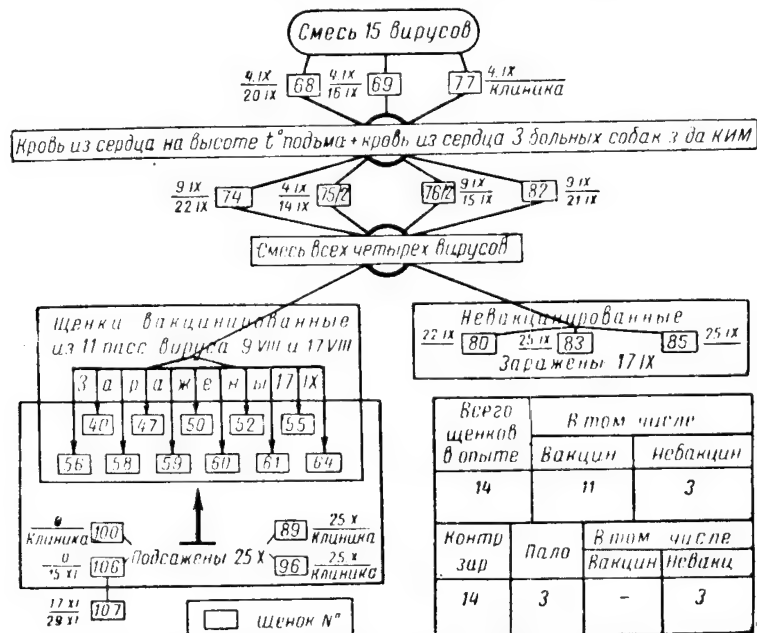 Смесь 15 вирусов
4.IX 20 IX 68 4.IX 16 IX 69 77 4.IX клиника
Кровь из сердца на высоте t° подъма + кровь из сердца 3 больных собак з да КИМ
9 IX 22 IX 74 4 IX 14 IX 75/2 76/2 9 IX 15 IX 82 9 IX 21 IX
Смесь всех четырех вирусов
Щенки вакцинированные
из 11 пасс. вируса 9 VIII и 17 VIII
Заражены 17 IX
40 47 50 52 55
56 58 59 60 61 64
Клиника 100
15 XI 106
17 XI 29 XI 107
Подсажены 25 X
89 25 X Клиника
96 25 X Клиника
Щенок №
Невакцинированные
22 IX 80 25 IX 83 85 25 IX
Заражены 17 IX
Всего щенков в опыте
В том числе
Вакцин Невакцин
14 11 3
Контр зар
Пало
В том числе
Вакцин Невакц
14 3 – 3